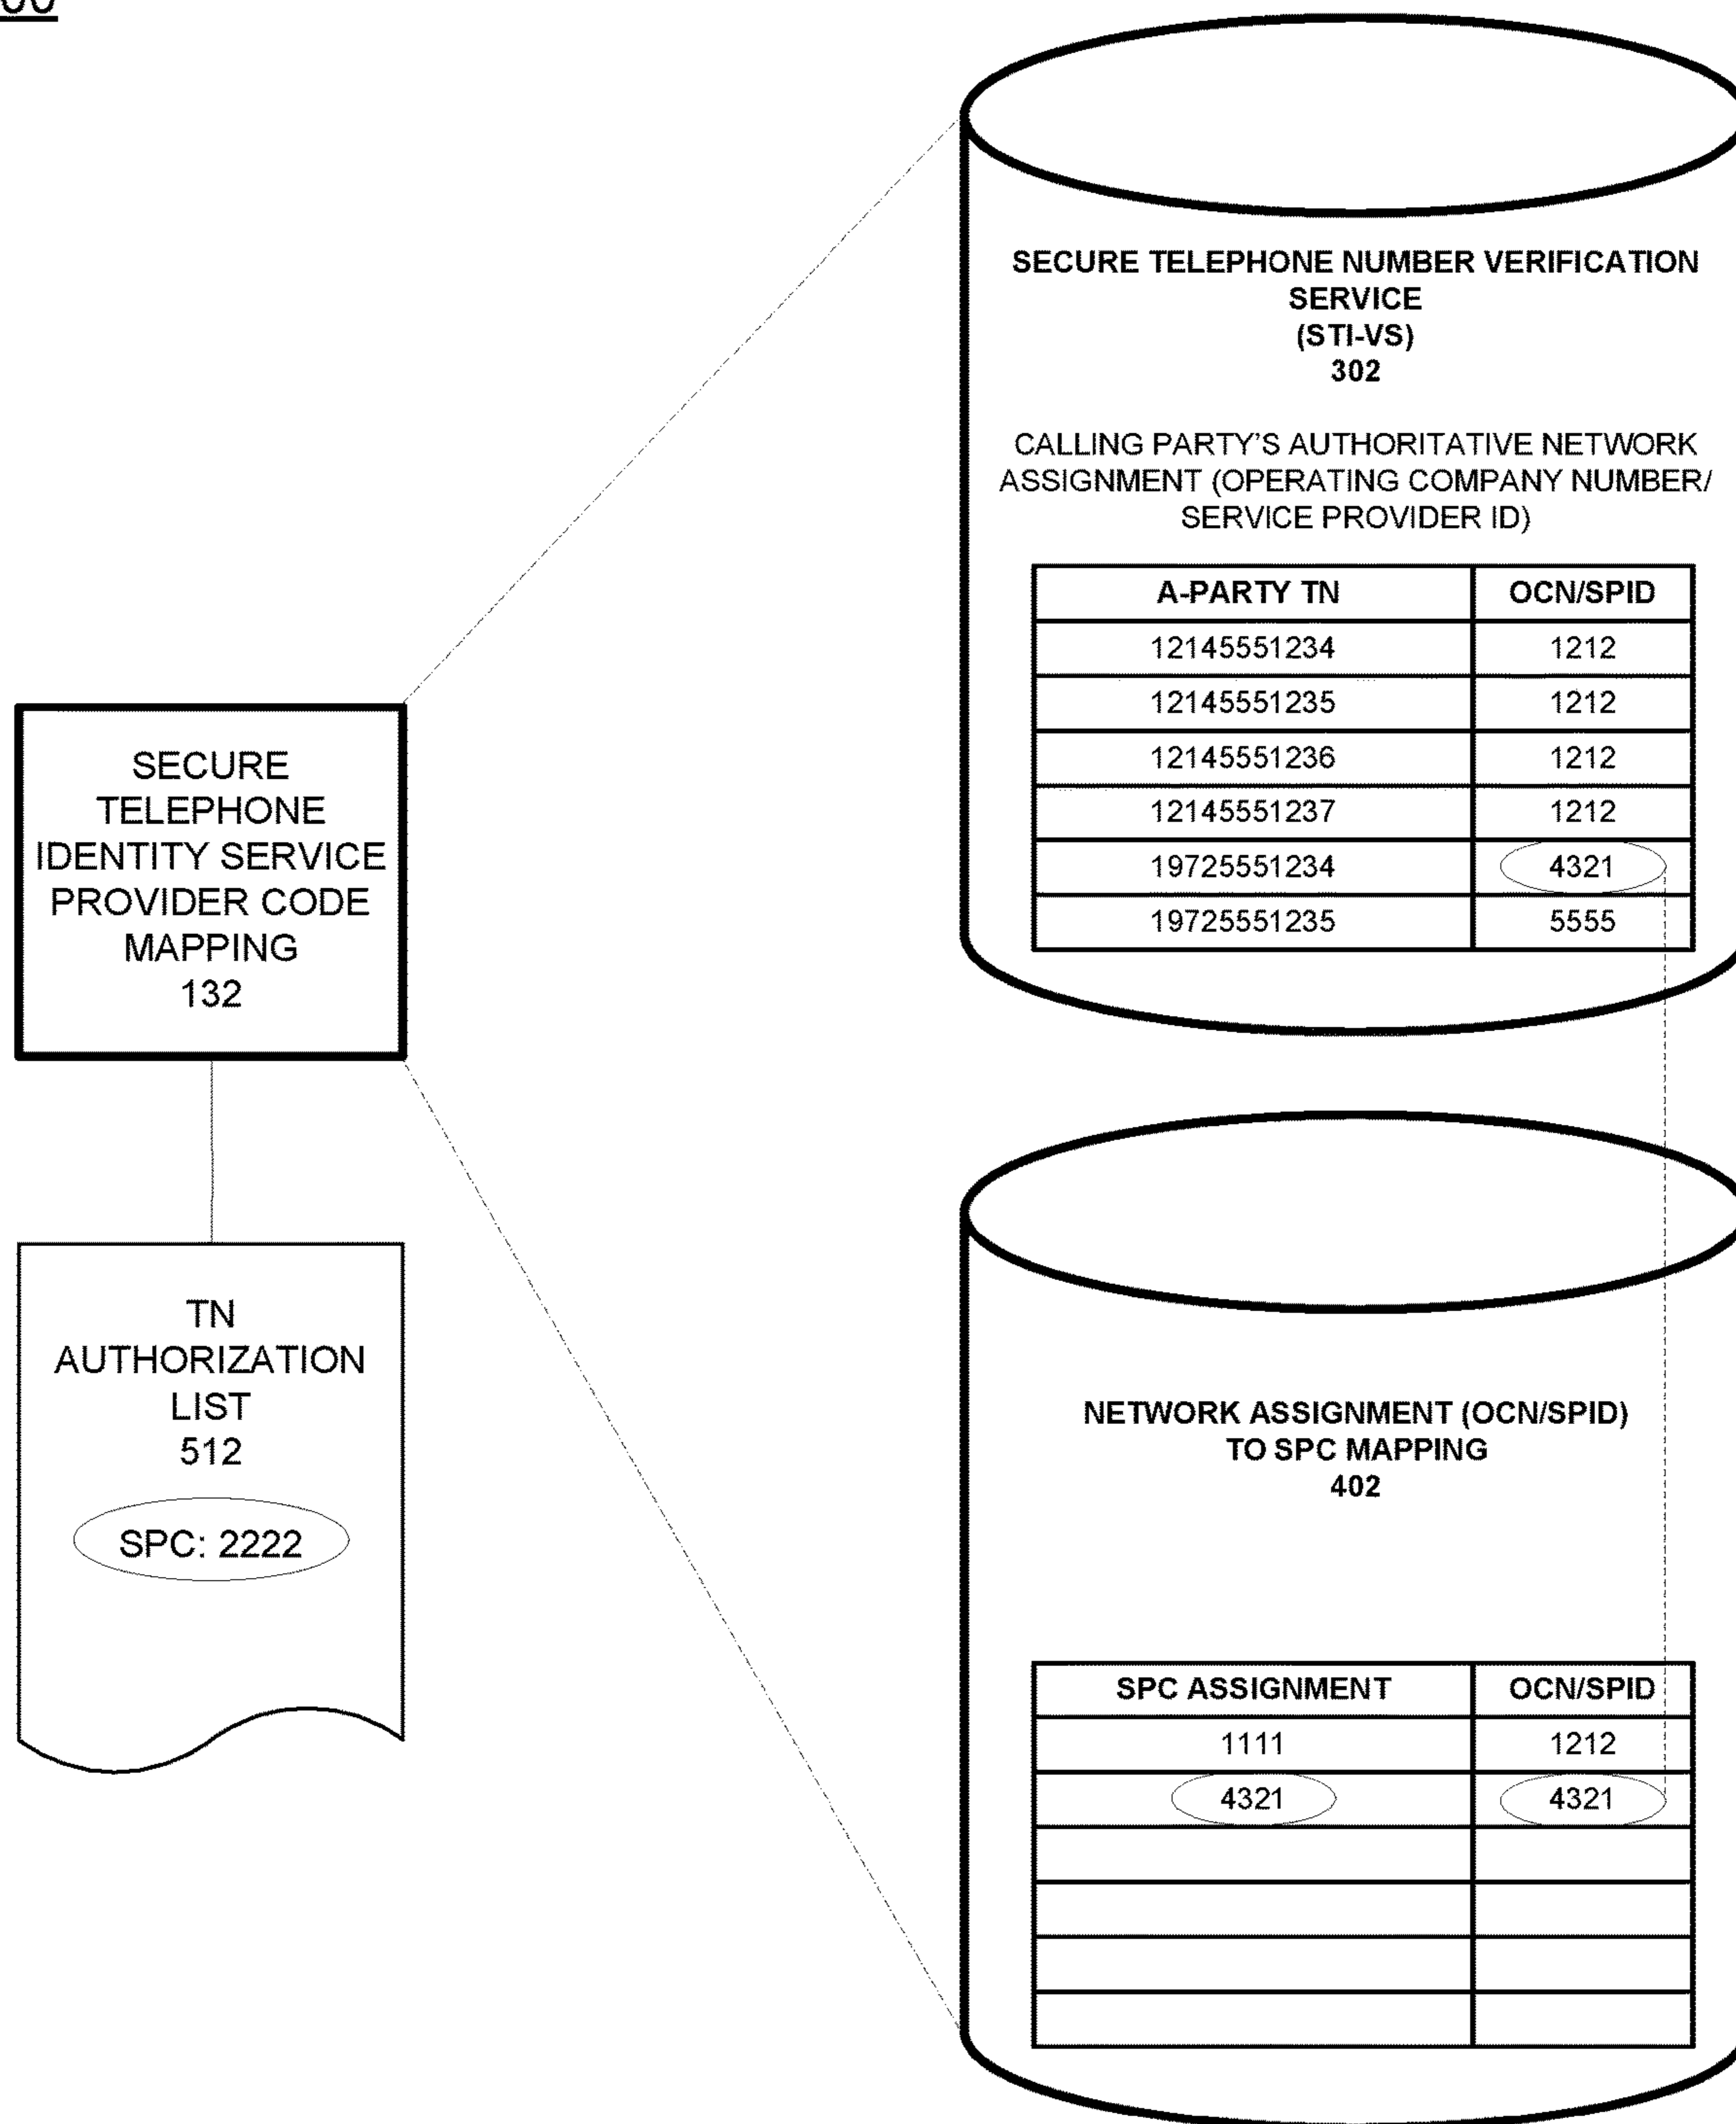 SECURE TELEPHONE NUMBER VERIFICATION
SERVICE
(STI-VS)
302
CALLING PARTY'S AUTHORITATIVE NETWORK
ASSIGNMENT (OPERATING COMPANY NUMBER/
SERVICE PROVIDER ID)
A-PARTY TN OCN/SPID
12145551234 1212
12145551235 1212
12145551236 1212
12145551237 1212
19725551234 4321
19725551235 5555
SECURE
TELEPHONE
IDENTITY SERVICE
PROVIDER CODE
MAPPING
132
TN
AUTHORIZATION
LIST
512
SPC: 2222
NETWORK ASSIGNMENT (OCN/SPID)
TO SPC MAPPING
402
SPC ASSIGNMENT OCN/SPID
1111 1212
4321 4321